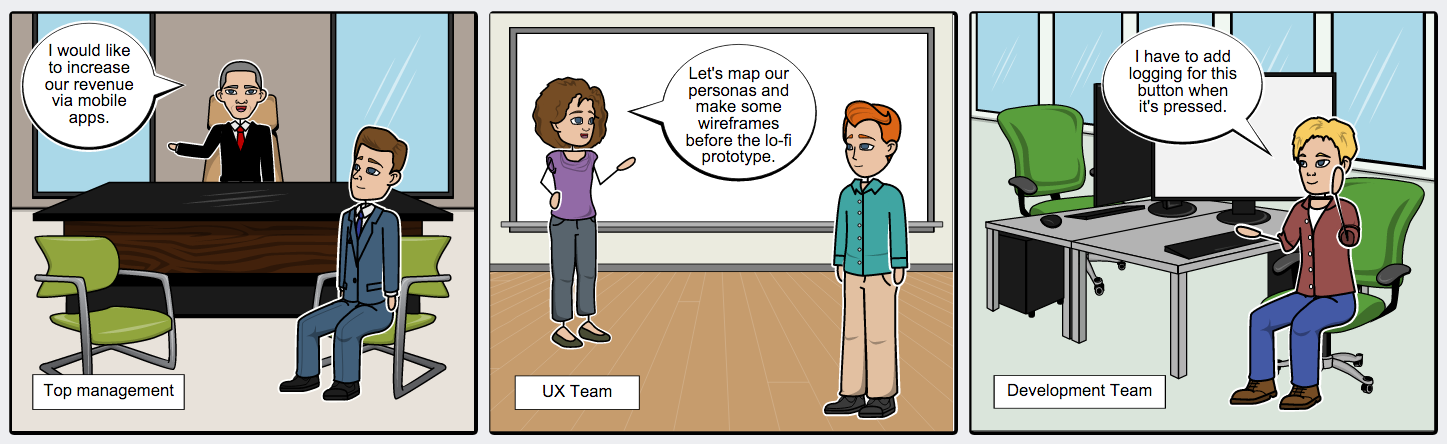 I would like
to increase
our revenue
via mobile
apps.
Top management
Let's map our
personas and
make some
wireframes
before the lo-fi
prototype.
UX Team
I have to add
logging for this
button when
it's pressed.
Development Team